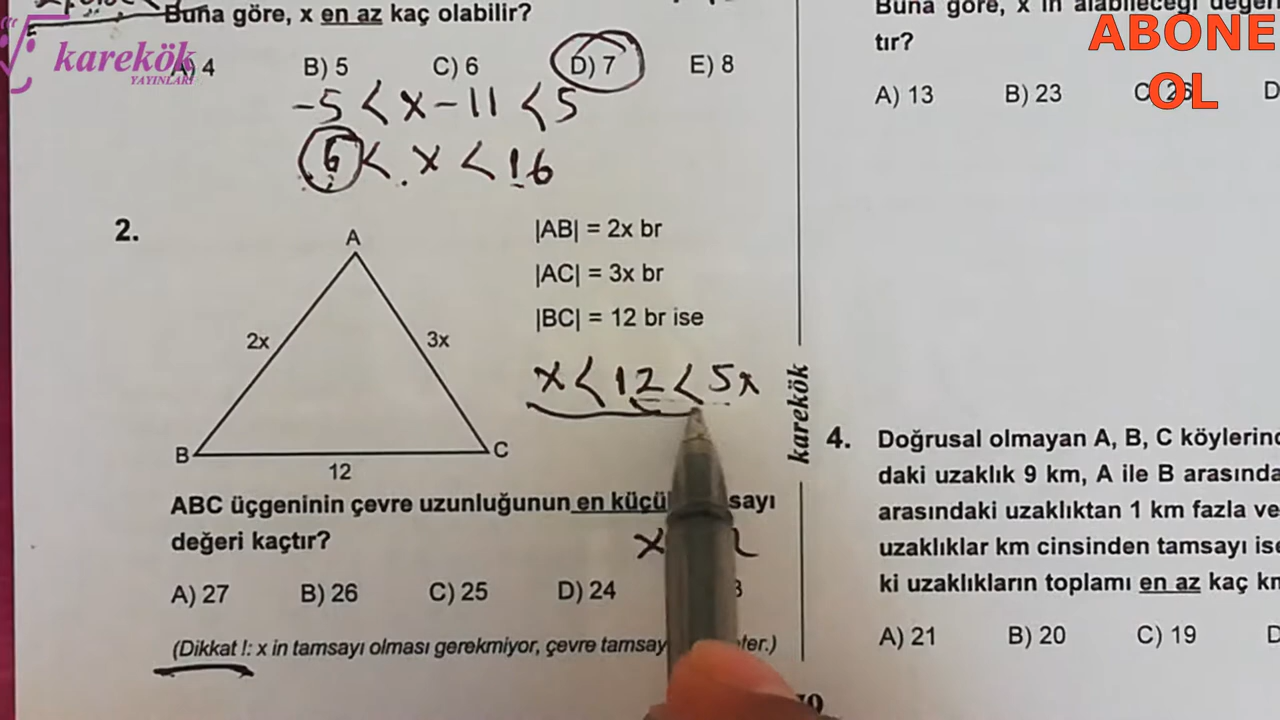 Buna göre, x en az kaç olabilir?
A) 4 B) 5 C) 6 D) 7 E) 8
karekök
YAYINLARI
-5 < x - 11 < 5
6 < x < 16
2.
A
2x
3x
B
C
12
|AB| = 2x br
|AC| = 3x br
|BC| = 12 br ise
x < 12 < 5x
ABC üçgeninin çevre uzunluğunun en küçü sayı
değeri kaçtır?
x
A) 27 B) 26 C) 25 D) 24
(Dikkat !: x in tamsayı olması gerekmiyor, çevre tamsay
karekök
Buna göre, x in alabileceği değer
tır?
ABONE
OL
A) 13 B) 23 C) 26 D
4. Doğrusal olmayan A, B, C köylerind
daki uzaklık 9 km, A ile B arasında
arasındaki uzaklıktan 1 km fazla ve
uzaklıklar km cinsinden tamsayı ise
ki uzaklıkların toplamı en az kaç km
A) 21 B) 20 C) 19 D